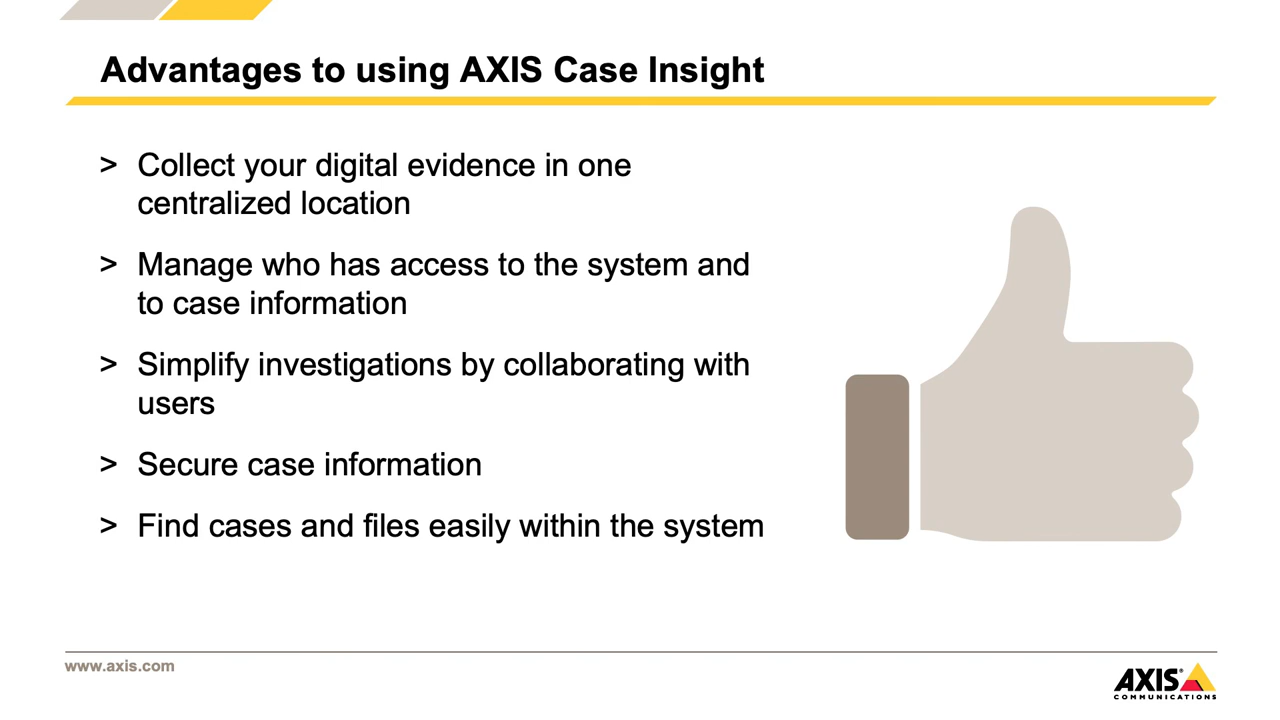 Advantages to using AXIS Case Insight
> Collect your digital evidence in one
centralized location
> Manage who has access to the system and
to case information
> Simplify investigations by collaborating with
users
> Secure case information
> Find cases and files easily within the system
www.axis.com
AXIS®
COMMUNICATIONS